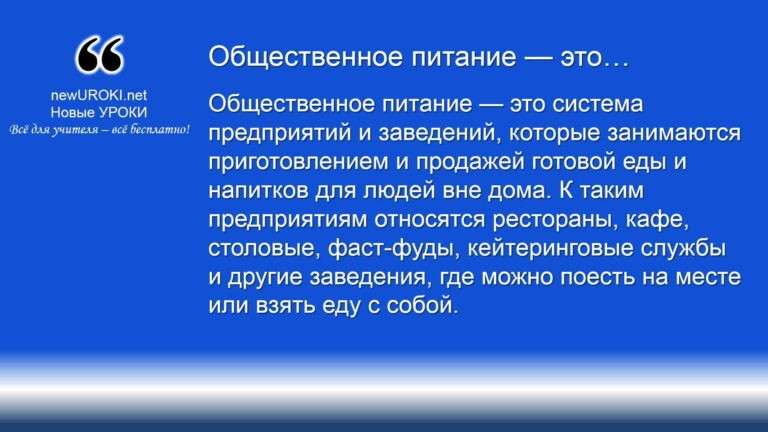 ❝
newUROKI.net
Новые УРОКИ
Всё для учителя – всё бесплатно!
Общественное питание — это…
Общественное питание — это система
предприятий и заведений, которые занимаются
приготовлением и продажей готовой еды и
напитков для людей вне дома. К таким
предприятиям относятся рестораны, кафе,
столовые, фаст-фуды, кейтеринговые службы
и другие заведения, где можно поесть на месте
или взять еду с собой.